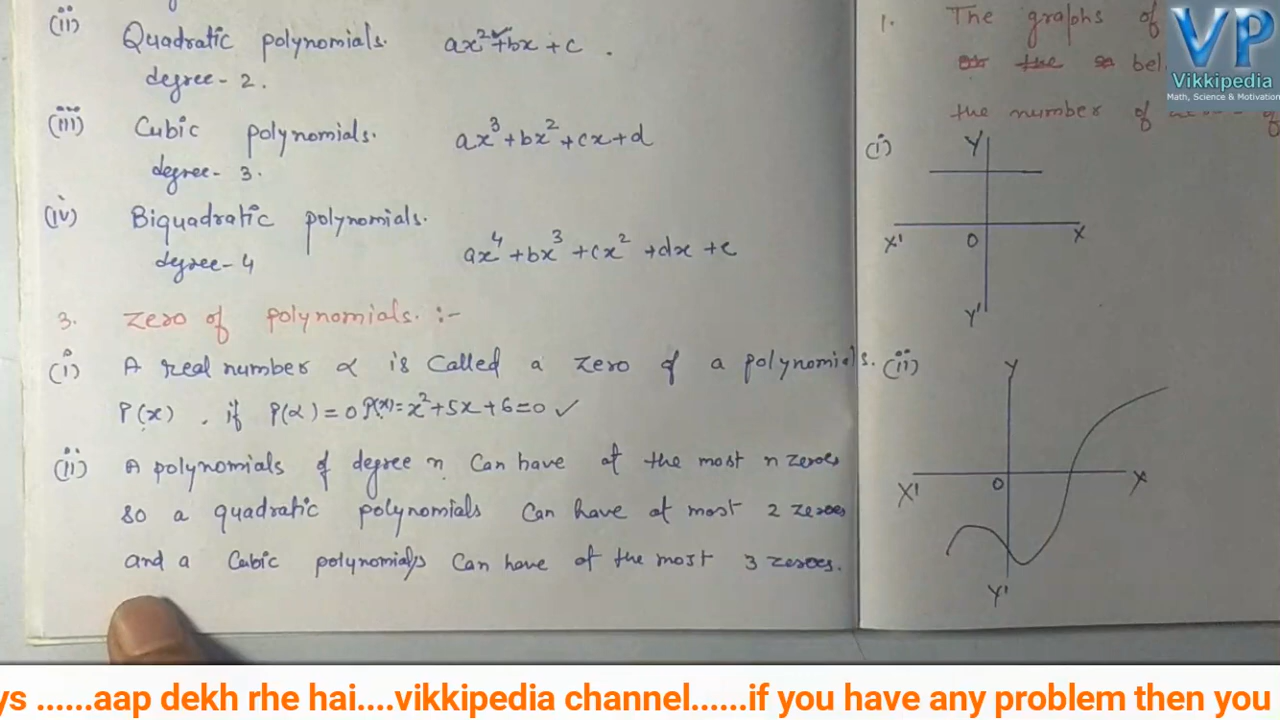 (ii) Quadratic polynomials. ax²+bx+c .
degree-2.
(iii) Cubic polynomials. ax³+bx²+cx+d
degree-3.
(iv) Biquadratic polynomials. ax⁴+bx³+cx²+dx+e
degree-4
3. Zero of polynomials. :-
(i) A real number α is called a zero of a polynomials.
P(x) . if P(α)=0 P(x)=x²+5x+6=0 ✓
(ii) A polynomials of degree n can have at the most n zeroes
so a quadratic polynomials can have at most 2 zeroes
and a cubic polynomials can have at the most 3 zeroes.
1. The graphs of
the bel
the number of
(i) Y
X' O X
Y'
(ii) Y
X' O X
Y'
VP
Vikkipedia
Math, Science & Motivation
ys ......aap dekh rhe hai....vikkipedia channel......if you have any problem then you